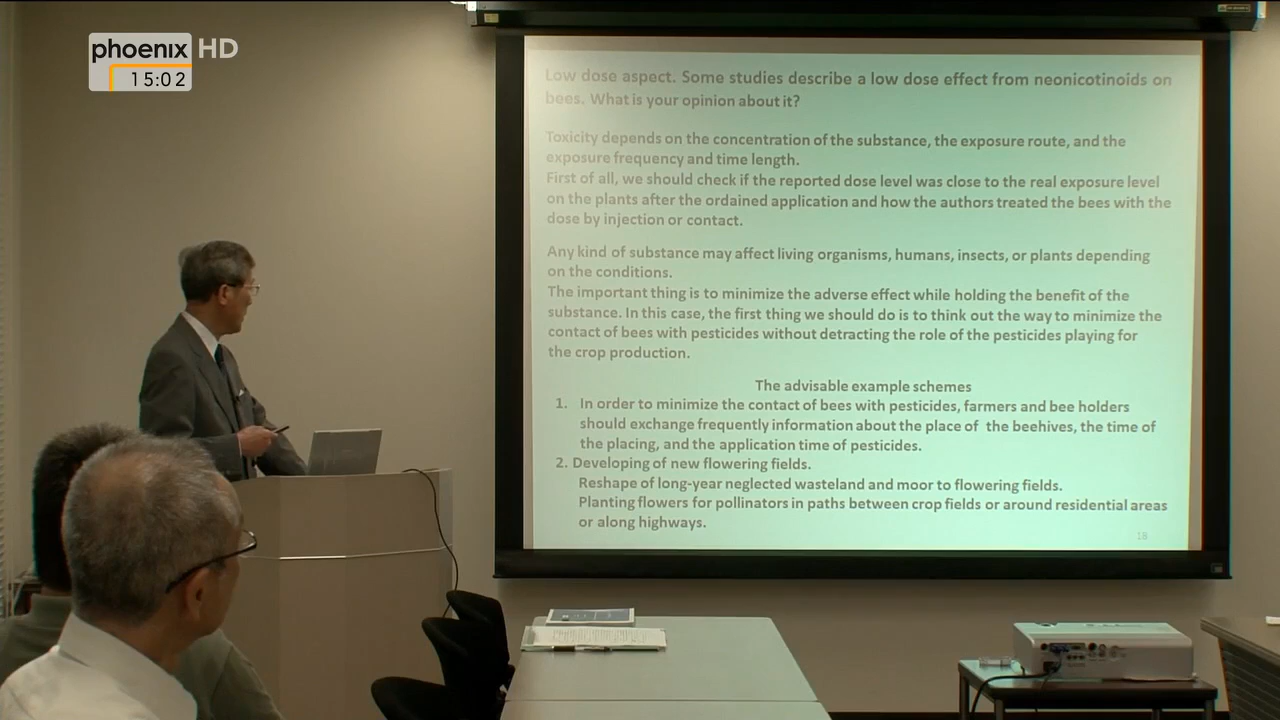 phoenix HD
15:02
Low dose aspect. Some studies describe a low dose effect from neonicotinoids on
bees. What is your opinion about it?
Toxicity depends on the concentration of the substance, the exposure route, and the
exposure frequency and time length.
First of all, we should check if the reported dose level was close to the real exposure level
on the plants after the ordained application and how the authors treated the bees with the
dose by injection or contact.
Any kind of substance may affect living organisms, humans, insects, or plants depending
on the conditions.
The important thing is to minimize the adverse effect while holding the benefit of the
substance. In this case, the first thing we should do is to think out the way to minimize the
contact of bees with pesticides without detracting the role of the pesticides playing for
the crop production.
The advisable example schemes
1. In order to minimize the contact of bees with pesticides, farmers and bee holders
should exchange frequently information about the place of the beehives, the time of
the placing, and the application time of pesticides.
2. Developing of new flowering fields.
Reshape of long-year neglected wasteland and moor to flowering fields.
Planting flowers for pollinators in paths between crop fields or around residential areas
or along highways.
16